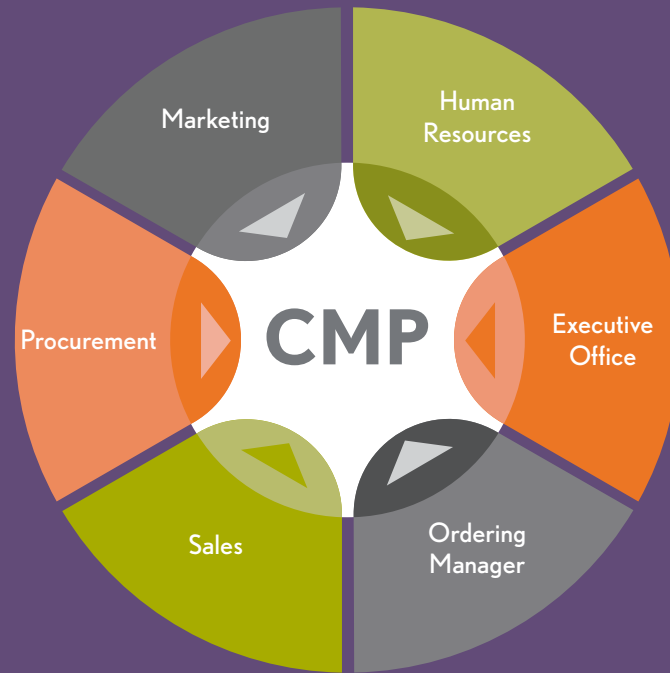 Marketing
Human
Resources
Procurement
CMP
Executive
Office
Sales
Ordering
Manager